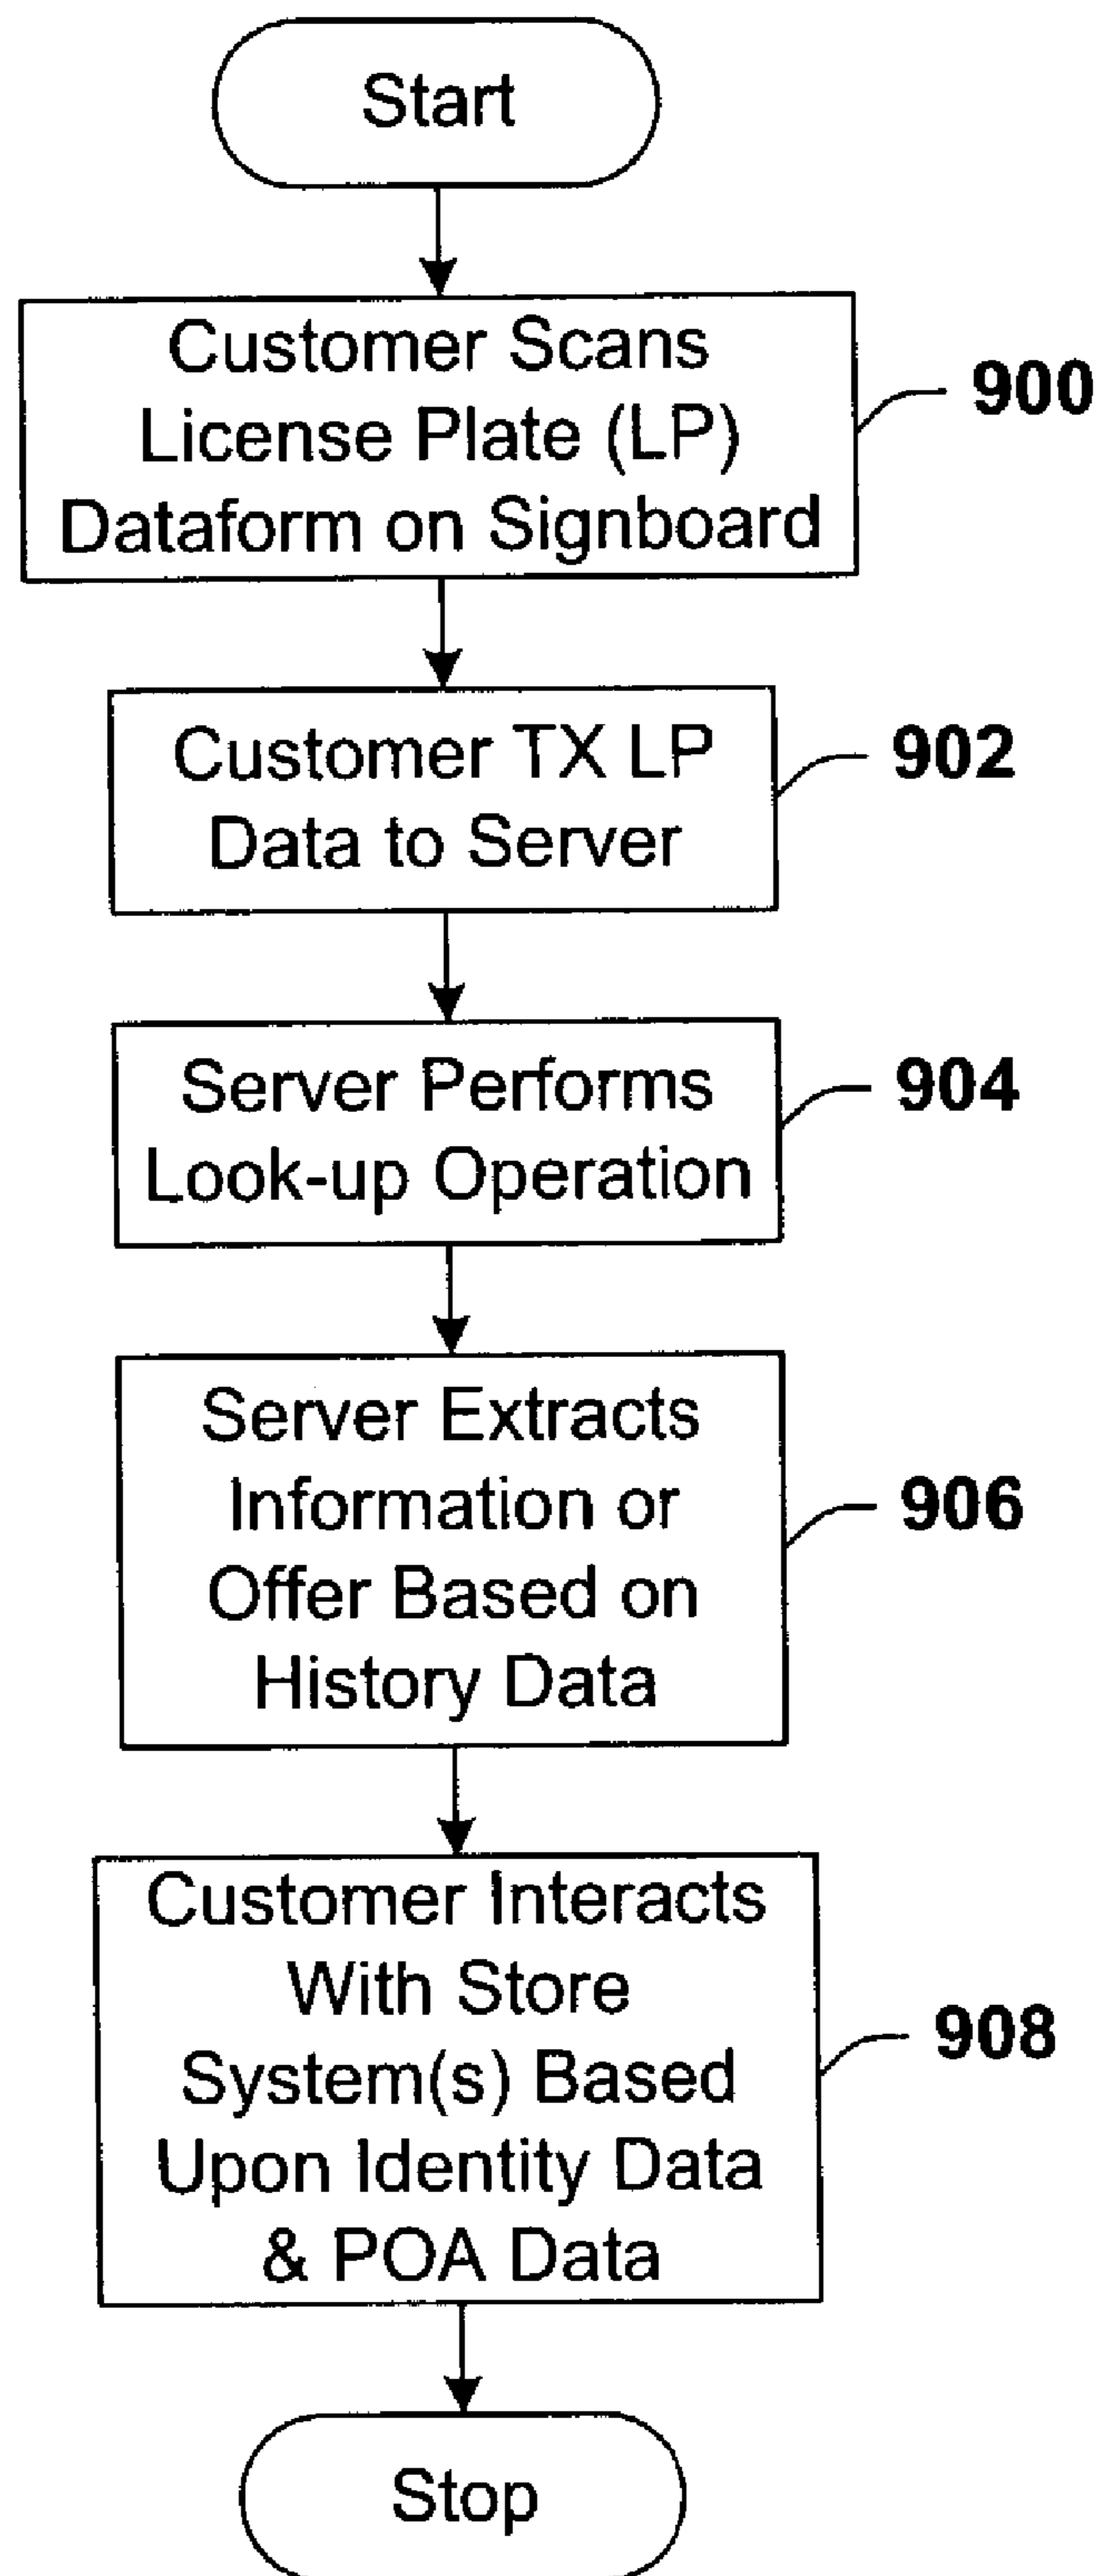 Start
Customer Scans
License Plate (LP)
Dataform on Signboard
900
Customer TX LP
Data to Server
902
Server Performs
Look-up Operation
904
Server Extracts
Information or
Offer Based on
History Data
906
Customer Interacts
With Store
System(s) Based
Upon Identity Data
& POA Data
908
Stop